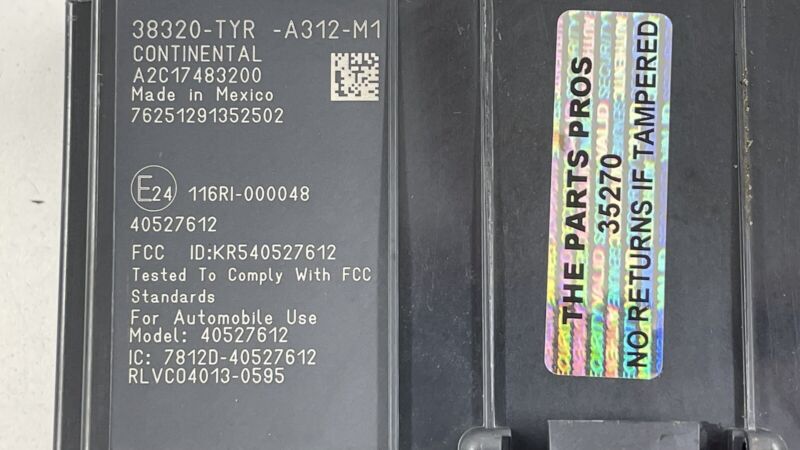 38320-TYR -A312-M1
CONTINENTAL
A2C17483200
Made in Mexico
76251291352502
E24 116RI-000048
40527612
FCC ID:KR540527612
Tested To Comply With FCC
Standards
For Automobile Use
Model: 40527612
IC: 7812D-40527612
RLVC04013-0595
THE PARTS PROS
35270
NO RETURNS IF TAMPERED